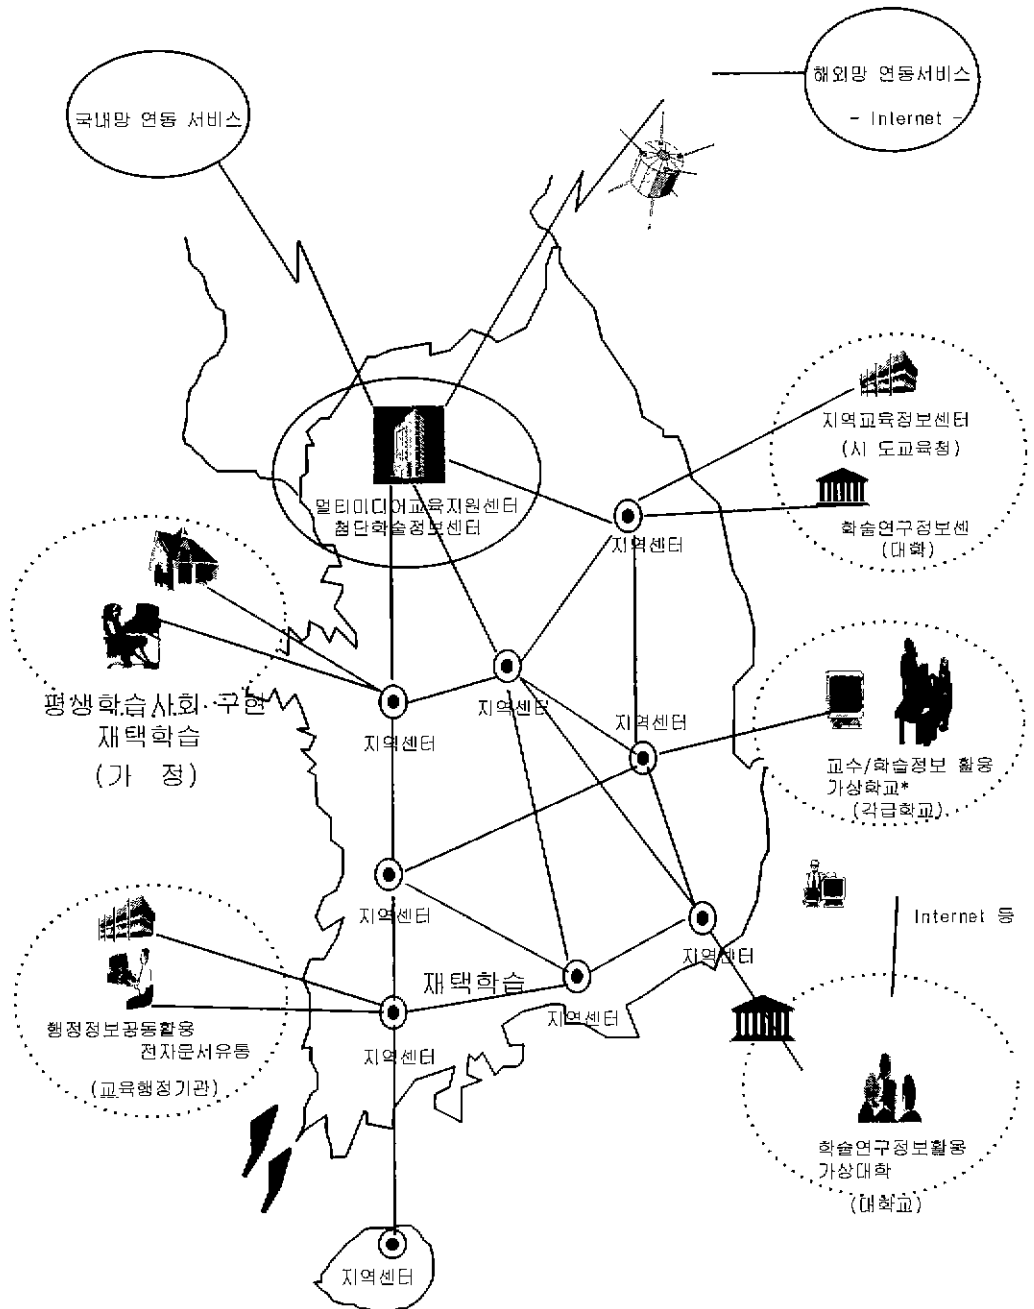 국내망 연동 서비스
해외망 연동서비스
- Internet -
지역교육정보센터
(시 도교육청)
멀티미디어교육지원센터
첨단학술정보센터
학술연구정보센
(대학)
지역센터
평생학습사회 구현
재택학습
(가 정)
지역센터
지역센터
지역센터
교수/학술정보 활용
가상학교*
(각급학교)
지역센터
Internet 등
지역센터
재택학습
지역센터
행정정보공동활용
전자문서유통
(교육행정기관)
지역센터
학술연구정보활용
가상대학
(대학교)
지역센터